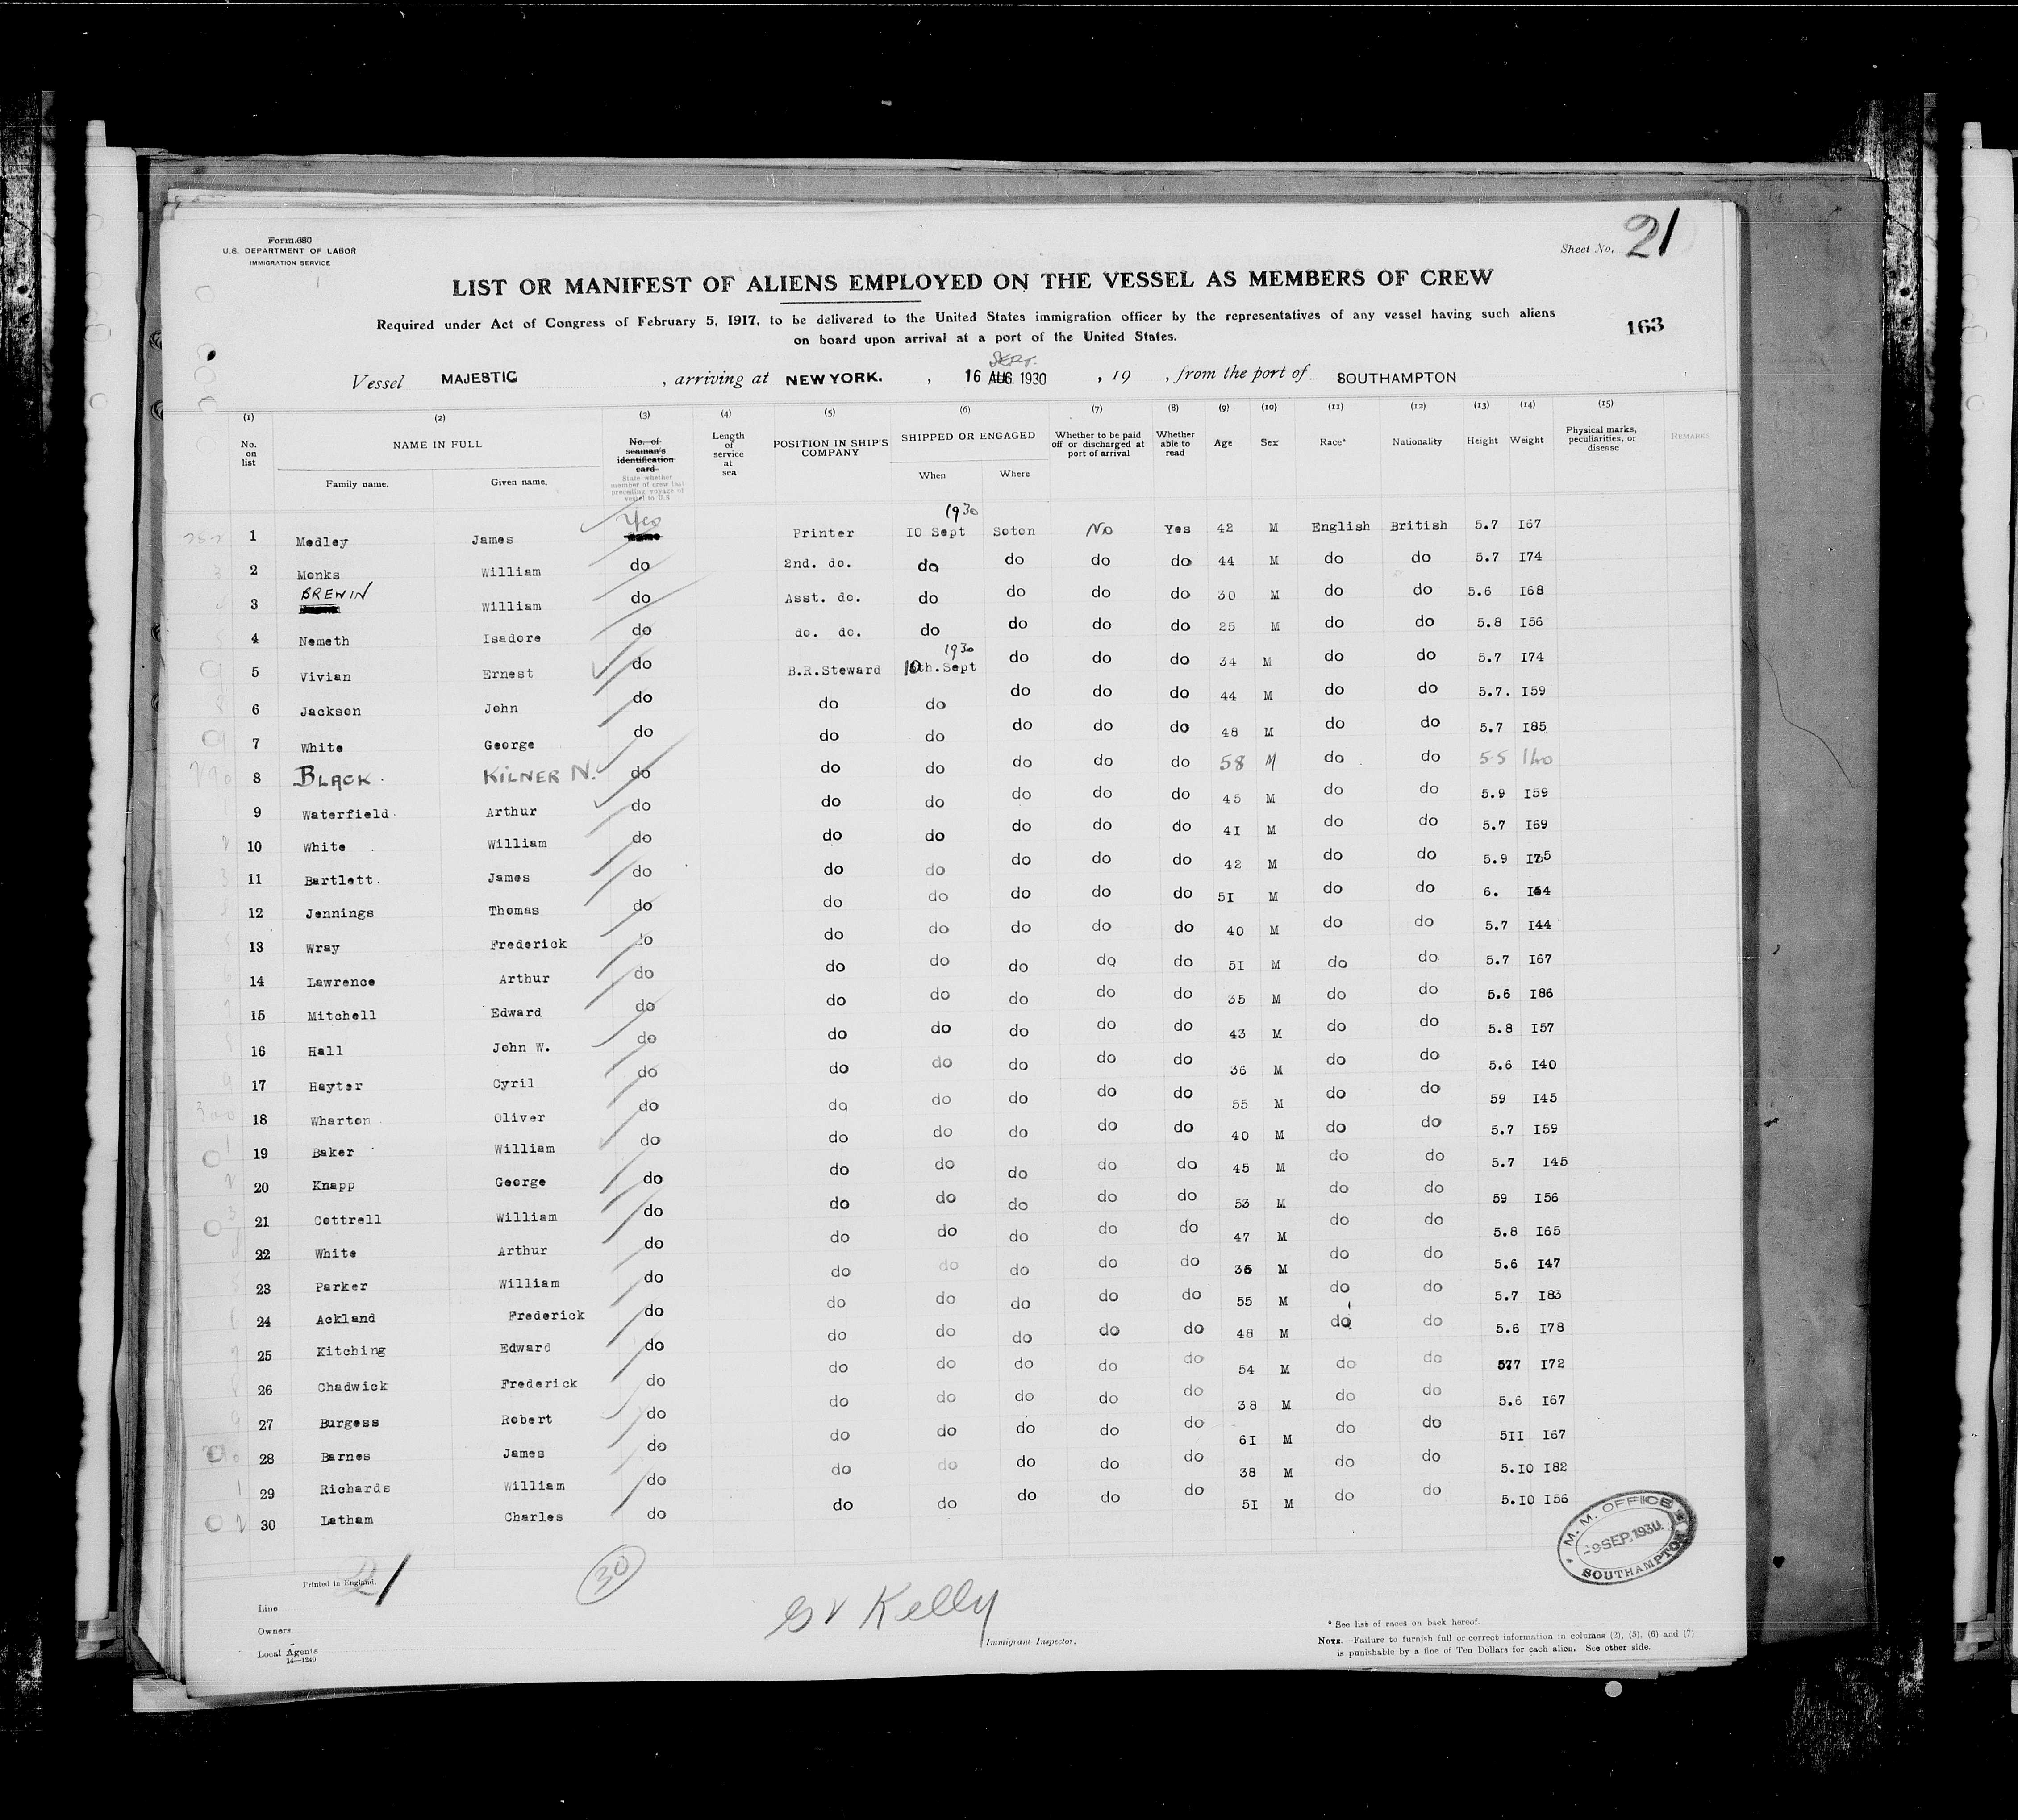 Form 680
U.S. DEPARTMENT OF LABOR
IMMIGRATION SERVICE
Sheet No. 21
LIST OR MANIFEST OF ALIENS EMPLOYED ON THE VESSEL AS MEMBERS OF CREW
Required under Act of Congress of February 5, 1917, to be delivered to the United States immigration officer by the representatives of any vessel having such aliens
on board upon arrival at a port of the United States.
163
Sept.
Vessel MAJESTIC , arriving at NEW YORK. , 16 AUG. 1930 , 19 , from the port of SOUTHAMPTON
(1) (2) (3) (4) (5) (6) (7) (8) (9) (10) (11) (12) (13) (14) (15)
No. on list NAME IN FULL Family name. Given name. No. of seaman's identification card State whether member of crew last preceding voyage of vessel to U.S Length of service at sea POSITION IN SHIP'S COMPANY SHIPPED OR ENGAGED When Where Whether to be paid off or discharged at port of arrival Whether able to read Age Sex Race* Nationality Height Weight Physical marks, peculiarities, or disease REMARKS
1 Medley James Yes Printer 1930 10 Sept Soton No Yes 42 M English British 5.7 167
2 Monks William do 2nd. do. do do do do 44 M do do 5.7 174
3 BREWIN William do Asst. do. do do do do 30 M do do 5.6 168
4 Nemeth Isadore do do. do. do do do do 25 M do do 5.8 156
5 Vivian Ernest do B.R.Steward 1930 10th.Sept do do do 34 M do do 5.7 174
6 Jackson John do do do do do do 44 M do do 5.7. 159
7 White George do do do do do do 48 M do do 5.7 185
8 BLACK. KILNER N. do do do do do do 58 M do do 5.5 140
9 Waterfield. Arthur do do do do do do 45 M do do 5.9 159
10 White William do do do do do do 41 M do do 5.7 169
11 Bartlett. James do do do do do do 42 M do do 5.9
12 Jennings Thomas do do do do do do 51 M do do 6.
13 Wray Frederick do do do do do do 40 M do do 5.7 144
14 Lawrence Arthur do do do do do do 51 M do do 5.7 167
15 Mitchell Edward do do do do do do 35 M do do 5.6 186
16 Hall John W. do do do do do do 43 M do do 5.8 157
17 Hayter Cyril do do do do do do 36 M do do 5.6 140
18 Wharton Oliver do do do do do do 55 M do do 59 145
19 Baker William do do do do do do 40 M do do 5.7 159
20 Knapp George do do do do do do 45 M do do 5.7 145
21 Cottrell William do do do do do do 53 M do do 59 156
22 White Arthur do do do do do do 47 M do do 5.8 165
23 Parker William do do do do do do 36 M do do 5.6 147
24 Ackland Frederick do do do do do do 55 M do do 5.7 183
25 Kitching Edward do do do do do do 48 M do do 5.6 178
26 Chadwick Frederick do do do do do do 54 M do do 577 172
27 Burgess Robert do do do do do do 38 M do do 5.6 167
28 Barnes James do do do do do do 61 M do do 511 167
29 Richards William do do do do do do 38 M do do 5.10 182
30 Latham Charles do do do do do do 51 M do do 5.10 156
M. M. OFFICE
9 SEP. 1930
SOUTHAMPTON
Printed in England. 21
30
Line
Owners
Local Agents
14—1240
Kelly
Immigrant Inspector.
* See list of races on back hereof.
NOTE.—Failure to furnish full or correct information in columns (2), (5), (6) and (7)
is punishable by a fine of Ten Dollars for each alien. See other side.